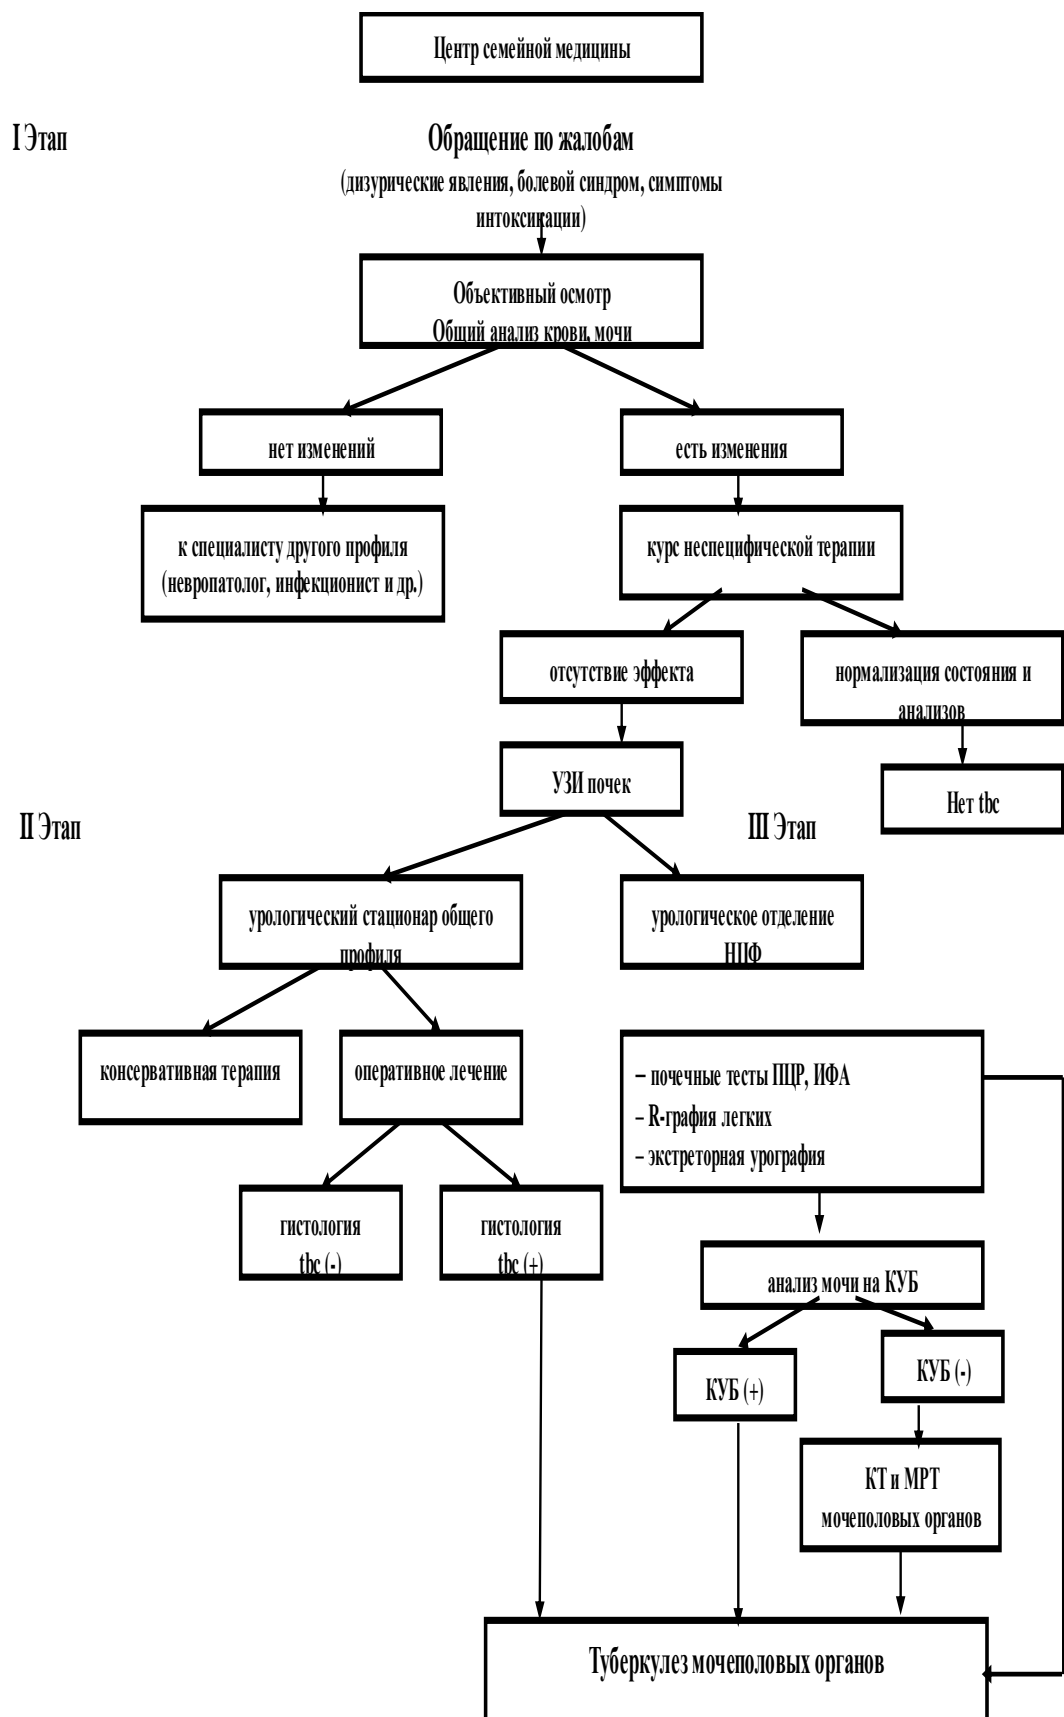 Центр семейной медицины
I Этап
Обращение по жалобам
(дизурические явления, болевой синдром, симптомы
интоксикации)
Объективный осмотр
Общий анализ крови, мочи
нет изменений
есть изменения
к специалисту другого профиля
(невропатолог, инфекционист и др.)
курс неспецифической терапии
отсутствие эффекта
нормализация состояния и
анализов
УЗИ почек
Нет tbc
II Этап
III Этап
урологический стационар общего
профиля
урологическое отделение
НЦФ
консервативная терапия
оперативное лечение
– почечные тесты ПЦР, ИФА
– R-графия легких
– экстреторная урография
гистология
tbc (-)
гистология
tbc (+)
анализ мочи на КУБ
КУБ (+)
КУБ (-)
КТ и МРТ
мочеполовых органов
Туберкулез мочеполовых органов